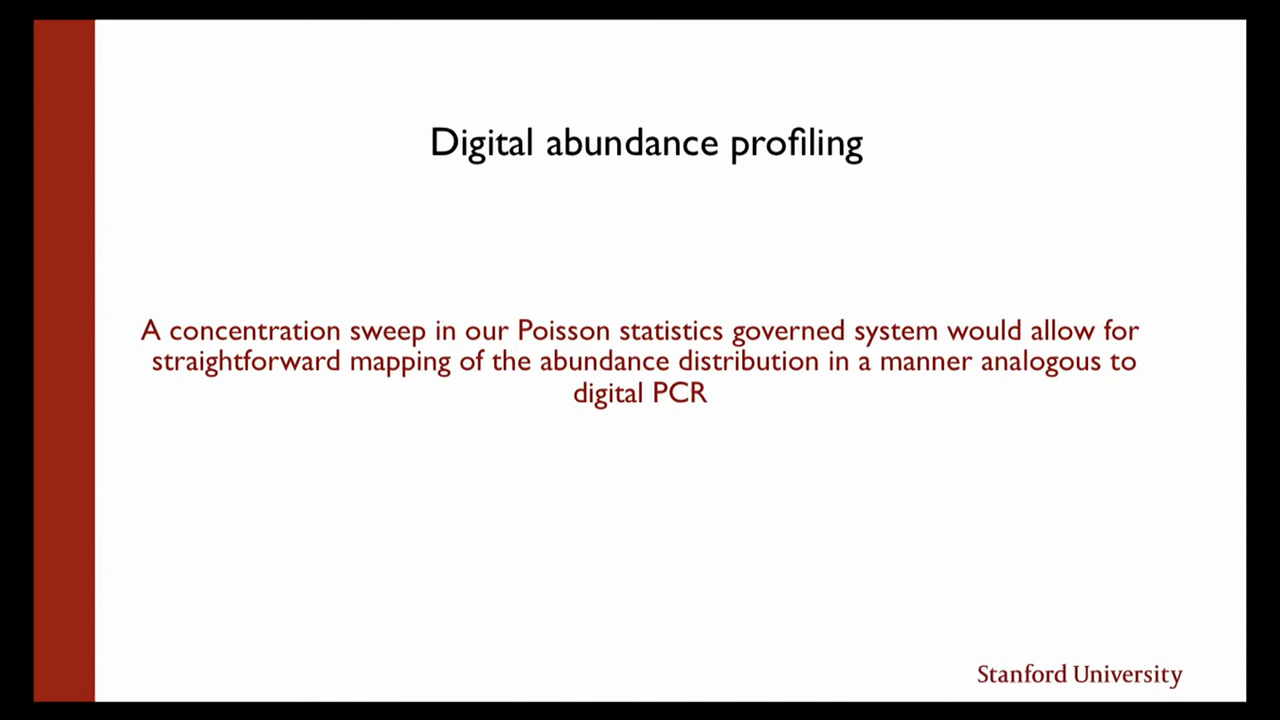 Digital abundance profiling
A concentration sweep in our Poisson statistics governed system would allow for
straightforward mapping of the abundance distribution in a manner analogous to
digital PCR
Stanford University